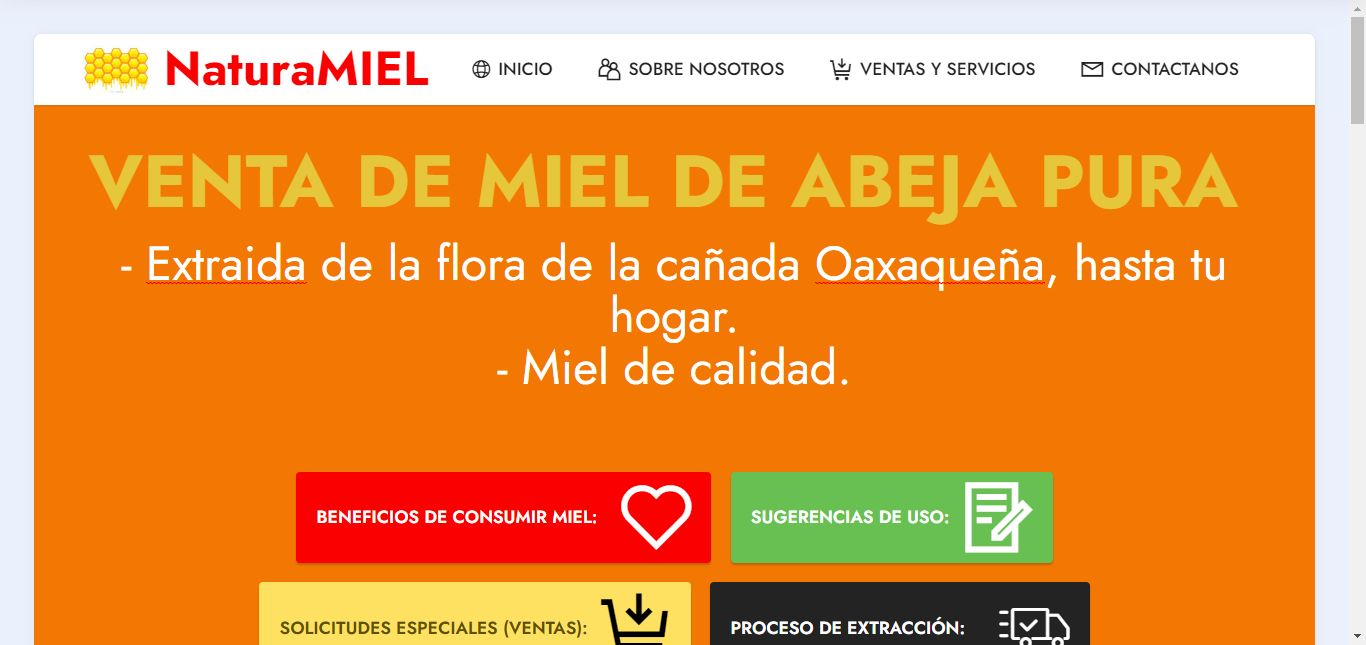 NaturaMIEL
INICIO
SOBRE NOSOTROS
VENTAS Y SERVICIOS
CONTACTANOS
VENTA DE MIEL DE ABEJA PURA
- Extraida de la flora de la cañada Oaxaqueña, hasta tu
hogar.
- Miel de calidad.
BENEFICIOS DE CONSUMIR MIEL:
SUGERENCIAS DE USO:
SOLICITUDES ESPECIALES (VENTAS):
PROCESO DE EXTRACCIÓN: